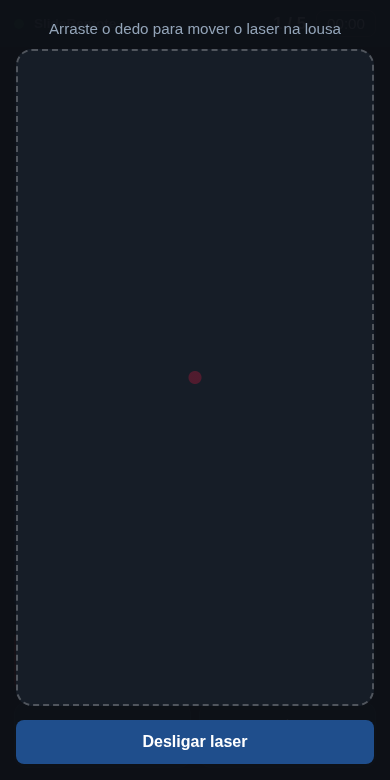 Arraste o dedo para mover o laser na lousa
Desligar laser